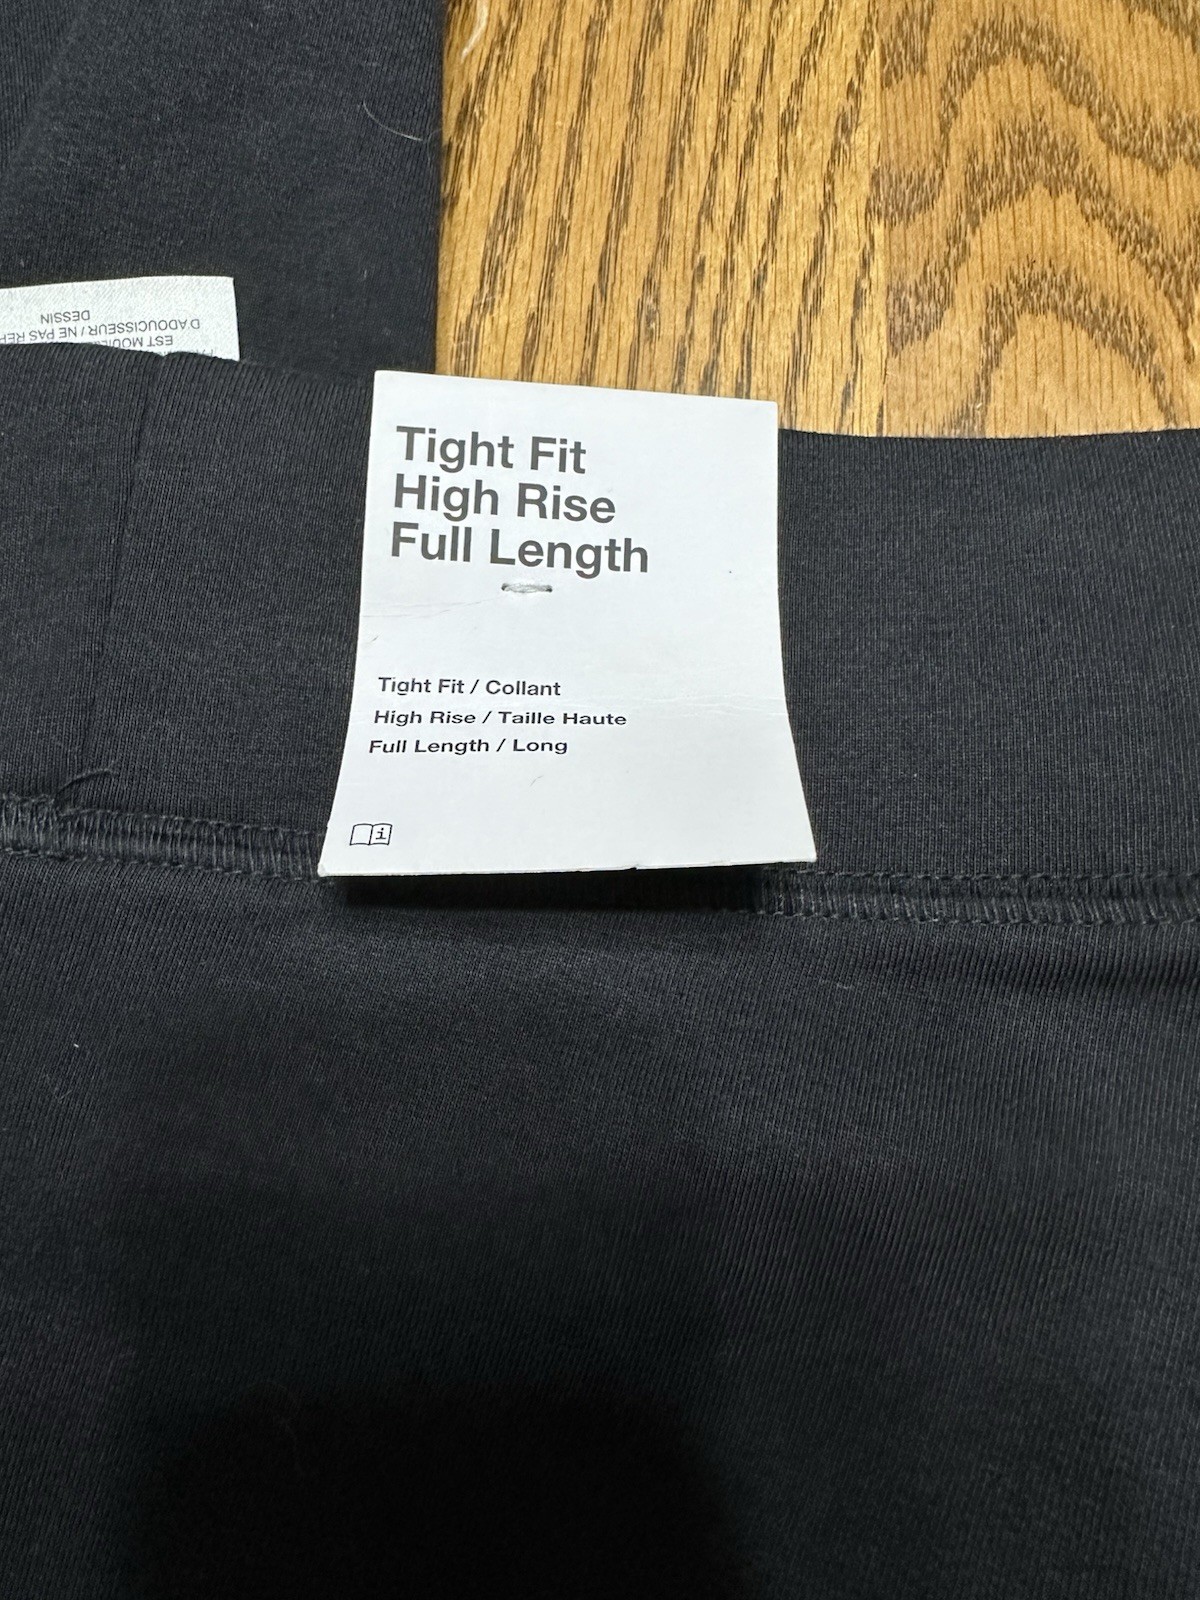 Tight Fit
High Rise
Full Length
Tight Fit / Collant
High Rise / Taille Haute
Full Length / Long
i
EST
D'ADOUCISSEUR / NE PAS
DESSIN